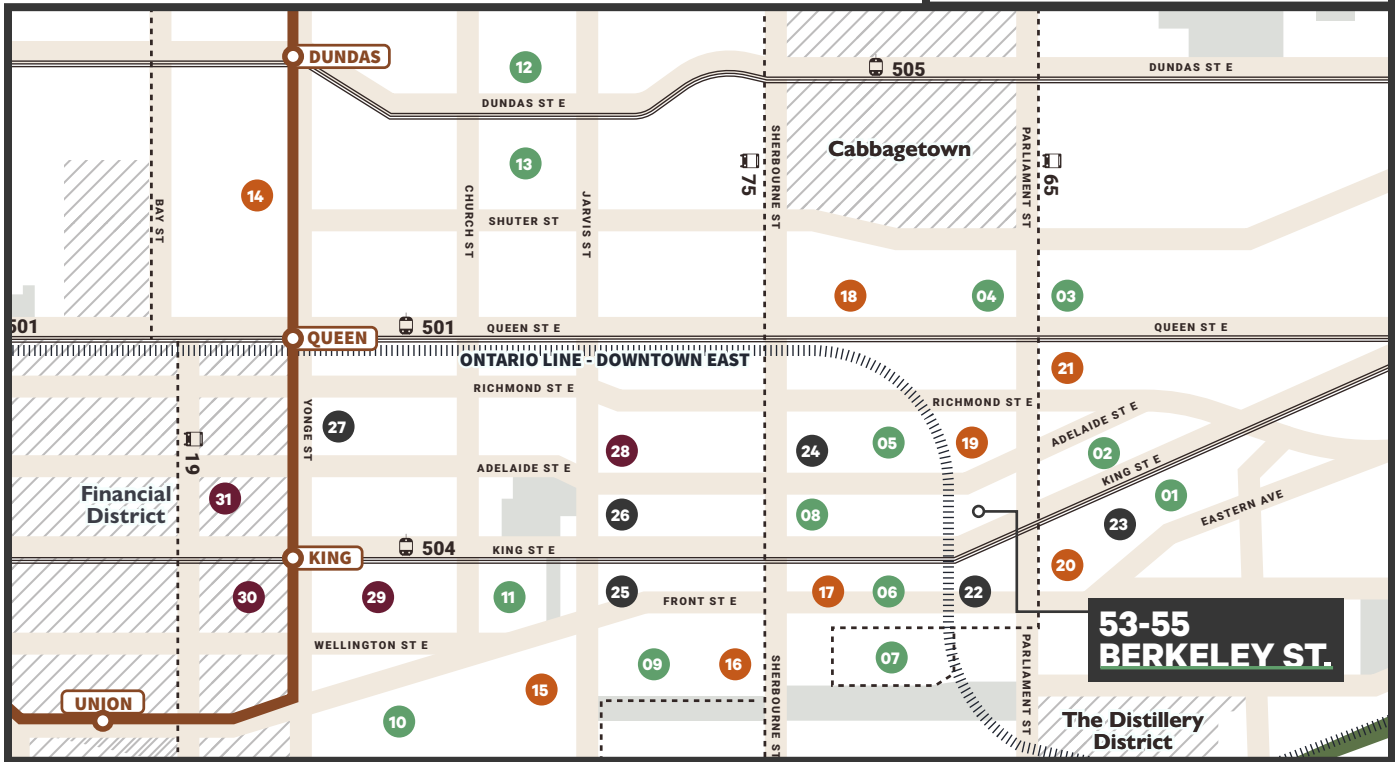 DUNDAS
12
505
DUNDAS ST E
DUNDAS ST E
Cabbagetown
13
75
SHERBOURNE ST
PARLIAMENT ST
65
14
BAY ST
CHURCH ST
JARVIS ST
SHUTER ST
18
04
03
501
QUEEN
501
QUEEN ST E
QUEEN ST E
ONTARIO LINE - DOWNTOWN EAST
21
RICHMOND ST E
RICHMOND ST E
YONGE ST
27
19
28
24
05
19
ADELAIDE ST E
02
ADELAIDE ST E
KING ST E
01
Financial
District
31
26
08
23
EASTERN AVE
KING
504
KING ST E
20
30
29
11
25
FRONT ST E
17
06
22
53-55
BERKELEY ST.
WELLINGTON ST E
09
16
07
SHERBOURNE ST
PARLIAMENT ST
15
UNION
10
The Distillery
District